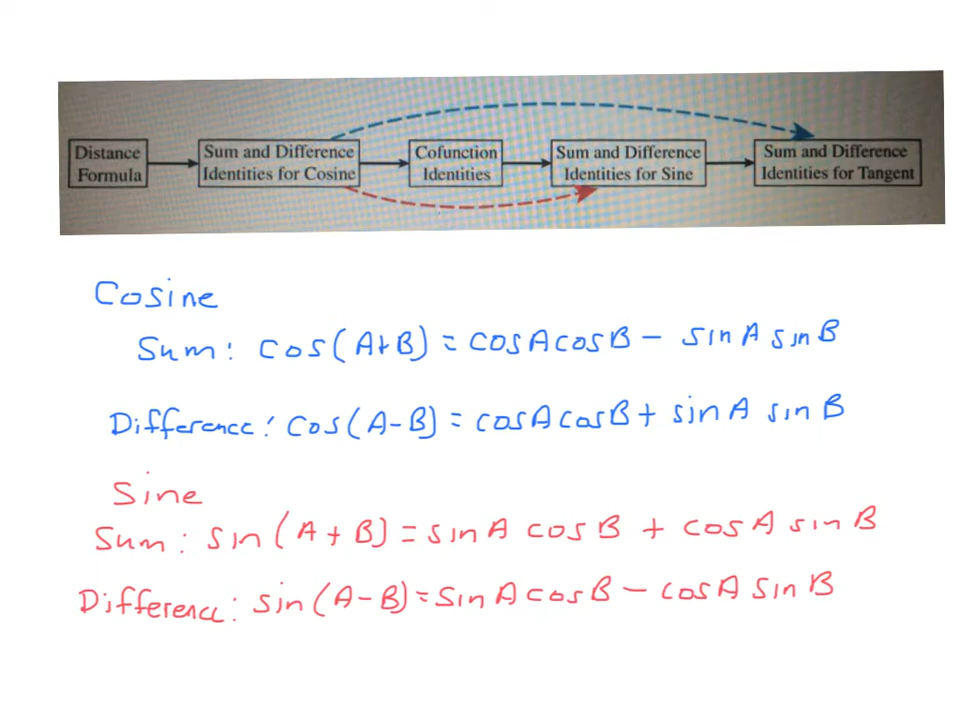 Distance Formula
Sum and Difference Identities for Cosine
Cofunction Identities
Sum and Difference Identities for Sine
Sum and Difference Identities for Tangent
Cosine
Sum: cos(A+B) = cosAcosB - sinA sinB
Difference: cos(A-B) = cosAcosB + sinA sinB
Sine
Sum: sin(A+B) = sinA cosB + cosA sinB
Difference: sin(A-B) = sinAcosB - cosA sinB